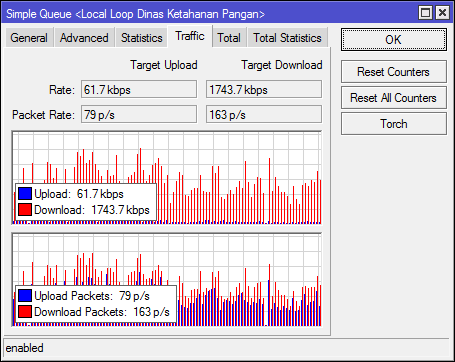 Simple Queue <Local Loop Dinas Ketahanan Pangan>
General Advanced Statistics Traffic Total Total Statistics
OK
Target Upload Target Download
Reset Counters
Rate: 61.7 kbps 1743.7 kbps
Reset All Counters
Packet Rate: 79 p/s 163 p/s
Torch
Upload: 61.7 kbps
Download: 1743.7 kbps
Upload Packets: 79 p/s
Download Packets: 163 p/s
enabled